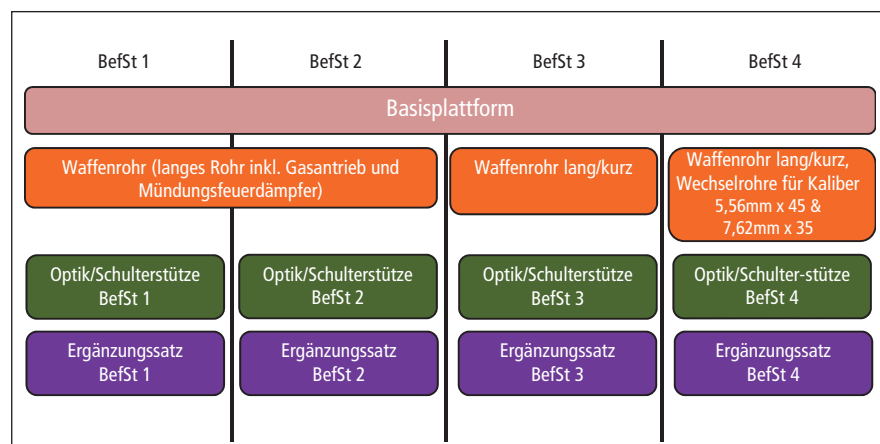 BefSt 1
BefSt 2
BefSt 3
BefSt 4
Basisplattform
Waffenrohr (langes Rohr inkl. Gasantrieb und
Mündungsfeuerdämpfer)
Waffenrohr lang/kurz
Waffenrohr lang/kurz,
Wechselrohre für Kaliber
5,56mm x 45 &
7,62mm x 35
Optik/Schulterstütze
BefSt 1
Optik/Schulterstütze
BefSt 2
Optik/Schulterstütze
BefSt 3
Optik/Schulter-stütze
BefSt 4
Ergänzungssatz
BefSt 1
Ergänzungssatz
BefSt 2
Ergänzungssatz
BefSt 3
Ergänzungssatz
BefSt 4